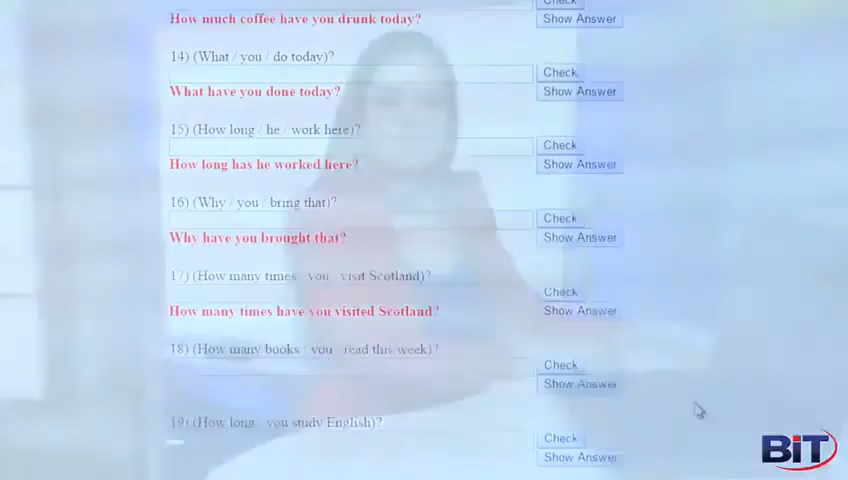 Check
How much coffee have you drunk today? Show Answer
14) (What / you / do today)?
Check
What have you done today? Show Answer
15) (How long / he / work here)?
Check
How long has he worked here? Show Answer
16) (Why / you / bring that)?
Check
Why have you brought that? Show Answer
17) (How many times you visit Scotland)?
Check
How many times have you visited Scotland? Show Answer
18) (How many books / you read this week)?
Check
Show Answer
19) (How long you study English)?
Check
Show Answer
BiT